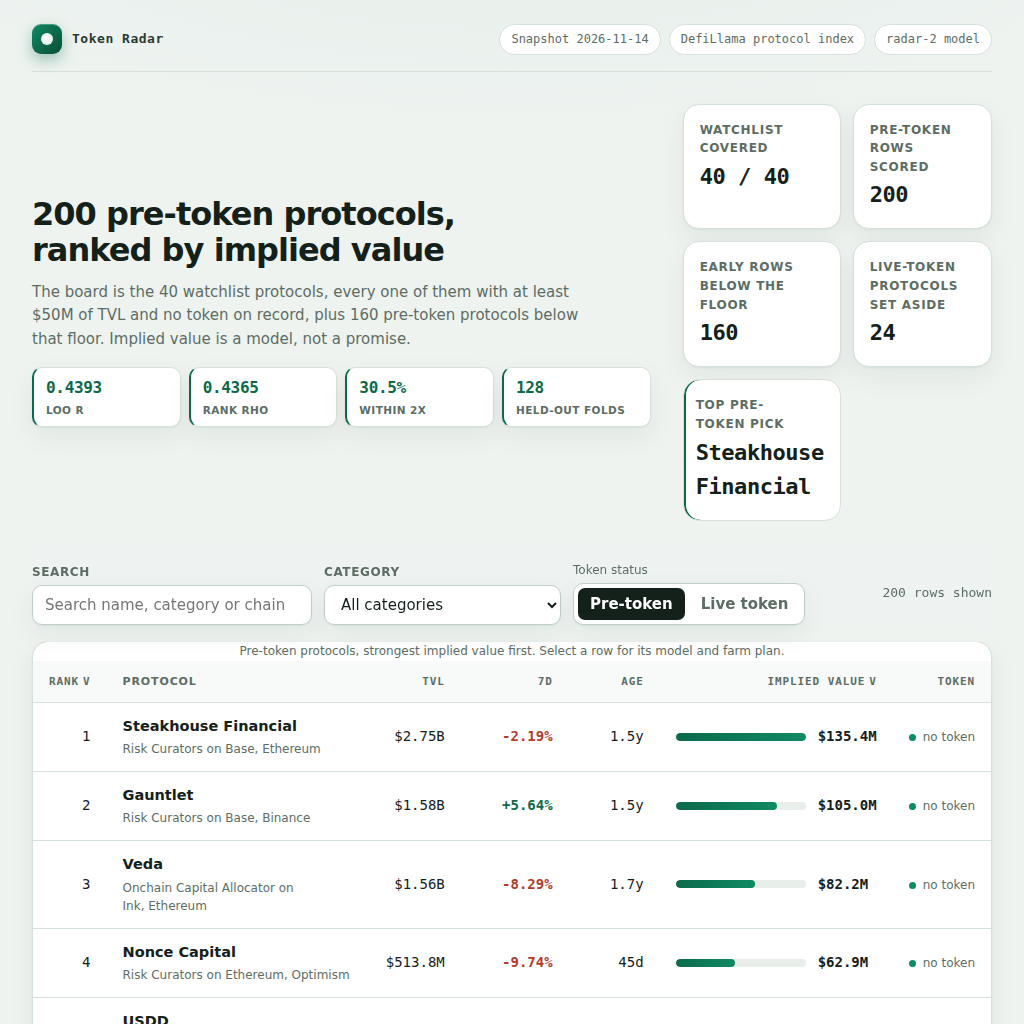 Token Radar
Snapshot 2026-11-14
DefiLlama protocol index
radar-2 model
200 pre-token protocols,
ranked by implied value
The board is the 40 watchlist protocols, every one of them with at least
$50M of TVL and no token on record, plus 160 pre-token protocols below
that floor. Implied value is a model, not a promise.
0.4393
LOO R
0.4365
RANK RHO
30.5%
WITHIN 2X
128
HELD-OUT FOLDS
WATCHLIST
COVERED
40 / 40
PRE-TOKEN
ROWS
SCORED
200
EARLY ROWS
BELOW THE
FLOOR
160
LIVE-TOKEN
PROTOCOLS
SET ASIDE
24
TOP PRE-
TOKEN PICK
Steakhouse
Financial
SEARCH
Search name, category or chain
CATEGORY
All categories
Token status
Pre-token
Live token
200 rows shown
Pre-token protocols, strongest implied value first. Select a row for its model and farm plan.
RANK V PROTOCOL TVL 7D AGE IMPLIED VALUE V TOKEN
1 Steakhouse Financial $2.75B -2.19% 1.5y $135.4M no token
Risk Curators on Base, Ethereum
2 Gauntlet $1.58B +5.64% 1.5y $105.0M no token
Risk Curators on Base, Binance
3 Veda $1.56B -8.29% 1.7y $82.2M no token
Onchain Capital Allocator on
Ink, Ethereum
4 Nonce Capital $513.8M -9.74% 45d $62.9M no token
Risk Curators on Ethereum, Optimism
USDD